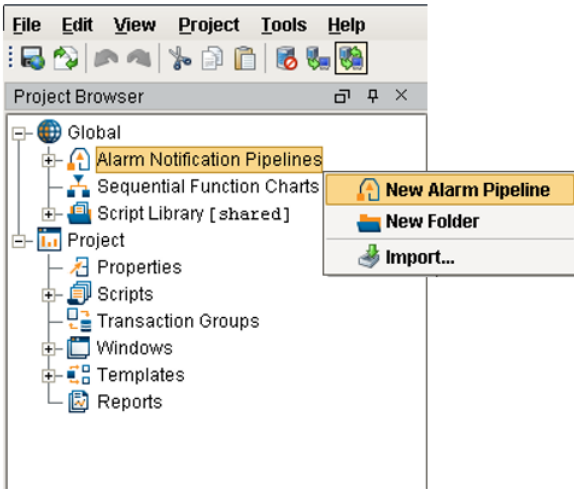 File Edit View Project Tools Help
Project Browser
Global
Alarm Notification Pipelines
Sequential Function Charts
New Alarm Pipeline
Script Library [shared]
New Folder
Project
Import...
Properties
Scripts
Transaction Groups
Windows
Templates
Reports